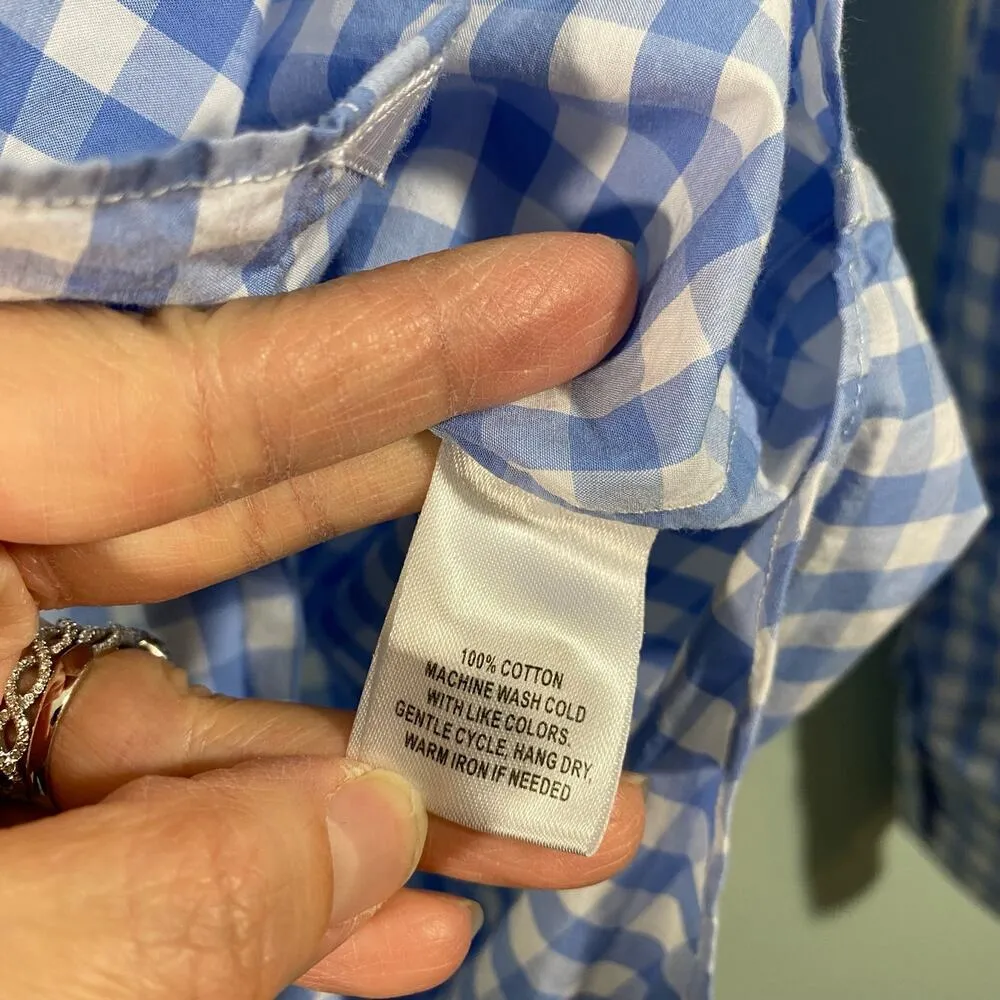 100% COTTON
MACHINE WASH COLD
WITH LIKE COLORS.
GENTLE CYCLE, HANG DRY,
WARM IRON IF NEEDED